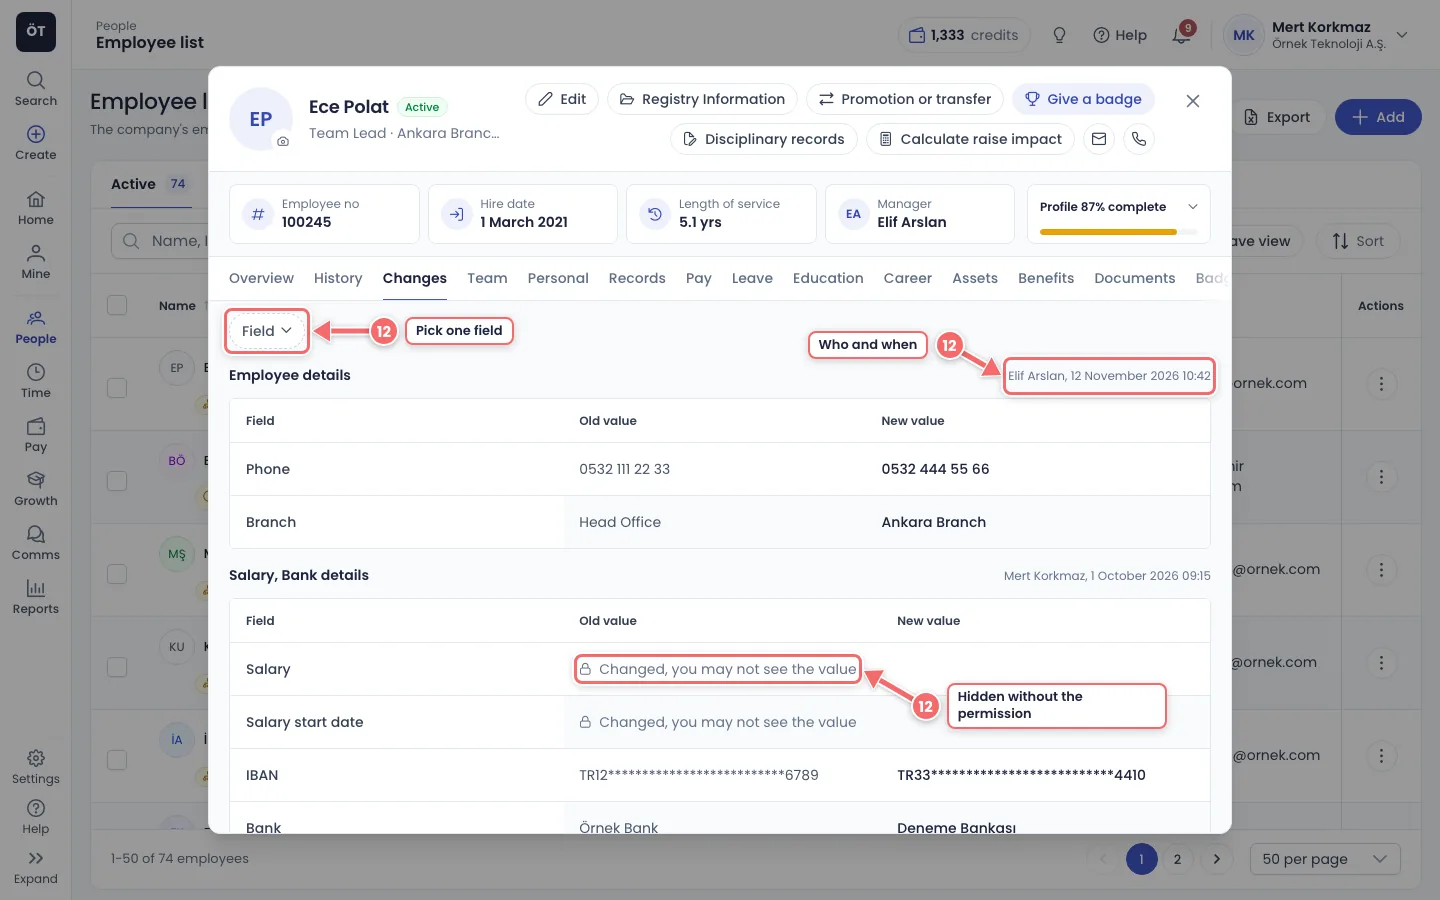 ÖT
Search
Create
Home
Mine
People
Time
Pay
Growth
Comms
Reports
Settings
Help
Expand
People
Employee list
1,333 credits
Help
9
MK
Mert Korkmaz
Örnek Teknoloji A.Ş.
Employee l
The company's em
Export
Add
Active 74
Name, I
ave view
Sort
Name
Actions
EP
BÖ
MŞ
KU
İA
ornek.com
@ornek.com
@ornek.com
@ornek.com
1-50 of 74 employees
1
2
50 per page
EP
Ece Polat
Active
Team Lead · Ankara Branc...
Edit
Registry Information
Promotion or transfer
Give a badge
Disciplinary records
Calculate raise impact
Employee no
100245
Hire date
1 March 2021
Length of service
5.1 yrs
EA
Manager
Elif Arslan
Profile 87% complete
Overview History Changes Team Personal Records Pay Leave Education Career Assets Benefits Documents Badg
Field
12
Pick one field
Who and when
12
Employee details
Elif Arslan, 12 November 2026 10:42
Field Old value New value
Phone 0532 111 22 33 0532 444 55 66
Branch Head Office Ankara Branch
Salary, Bank details
Mert Korkmaz, 1 October 2026 09:15
Field Old value New value
Salary Changed, you may not see the value
12
Hidden without the
permission
Salary start date Changed, you may not see the value
IBAN TR12**************************6789 TR33**************************4410
Bank Örnek Bank Deneme Bankası